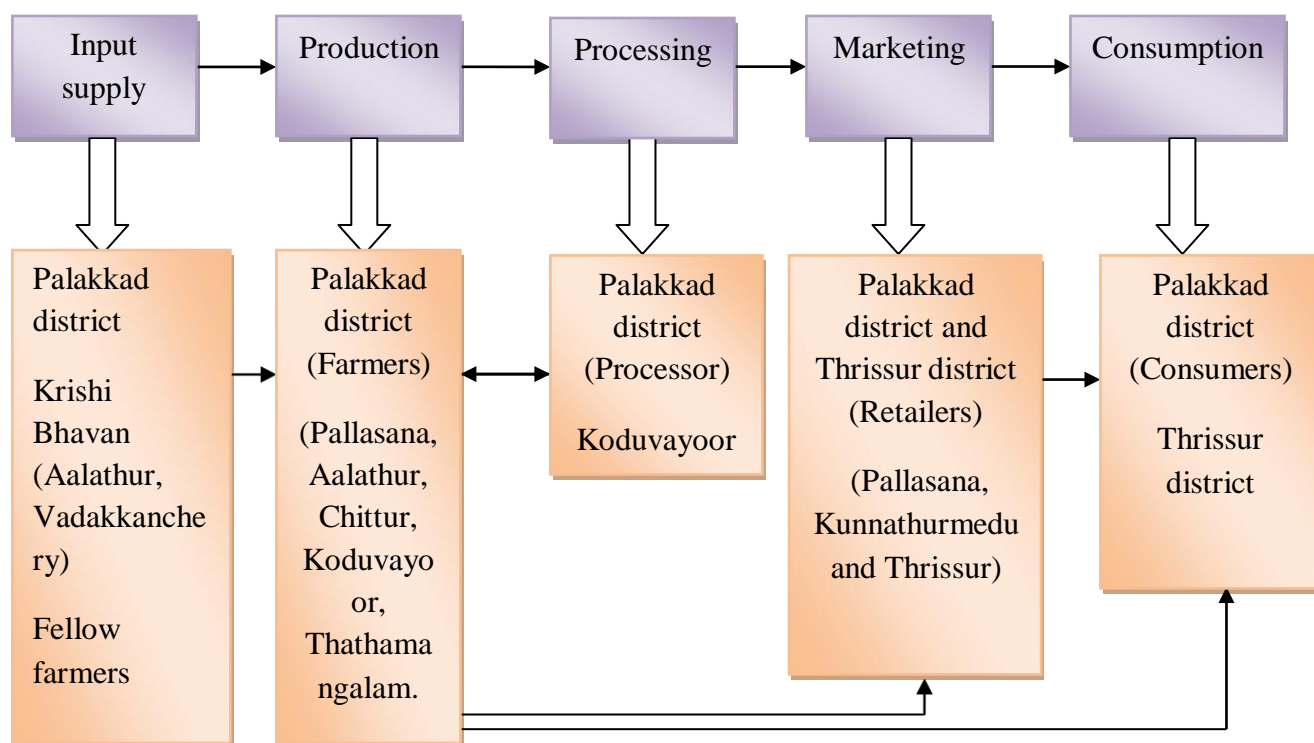 Input
supply
Production
Processing
Marketing
Consumption
Palakkad
district
Krishi
Bhavan
(Aalathur,
Vadakkanche
ry)
Fellow
farmers
Palakkad
district
(Farmers)
(Pallasana,
Aalathur,
Chittur,
Koduvayo
or,
Thathama
ngalam.
Palakkad
district
(Processor)
Koduvayoor
Palakkad
district and
Thrissur district
(Retailers)
(Pallasana,
Kunnathurmedu
and Thrissur)
Palakkad
district
(Consumers)
Thrissur
district